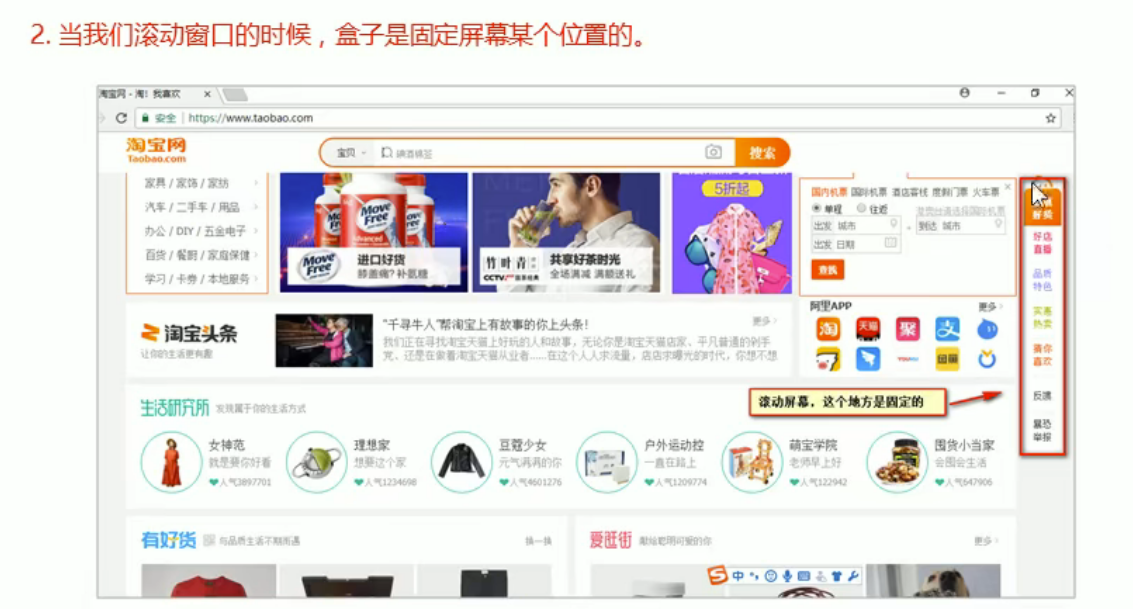 2. 当我们滚动窗口的时候，盒子是固定屏幕某个位置的。
淘宝网 - 淘！我喜欢
安全 https://www.taobao.com
淘宝网
Taobao.com
宝贝
搜索
家具 / 家饰 / 家纺
汽车 / 二手车 / 用品
办公 / DIY / 五金电子
百货 / 餐厨 / 家庭保健
学习 / 卡券 / 本地服务
Move Free
进口好货
膝盖痛？补氨糖
竹叶青
CCTV
共享好茶时光
全场满减 满额送礼
5折起
国内机票 国际机票 酒店客栈 度假门票 火车票
单程 往返
出发 城市
到达 城市
出发 日期
查找
好货
好店
直播
品质
特色
实惠
热卖
猜你
喜欢
反馈
暴恐
举报
淘宝头条
让你的生活更有趣
"千寻牛人"帮淘宝上有故事的你上头条！
更多
我们正在寻找淘宝天猫上好玩的人和故事，无论你是淘宝天猫店家、平凡普通的剁手
党、还是在做着淘宝天猫从业者……在这个人人求流量，店店求曝光的时代，你想不想
阿里APP
更多
淘
天猫
聚
支
滚动屏幕，这个地方是固定的
生活研究所
发现属于你的生活方式
女神范
我是要你好看
人气3897701
理想家
想要这个家
人气1234698
豆蔻少女
元气满满的你
人气4601276
户外运动控
一直在路上
人气1209774
萌宝学院
老师早上好
人气122942
囤货小当家
会囤会生活
人气647906
有好货
与品质生活不期而遇
换一换
爱逛街
献给聪明可爱的你
更多
中